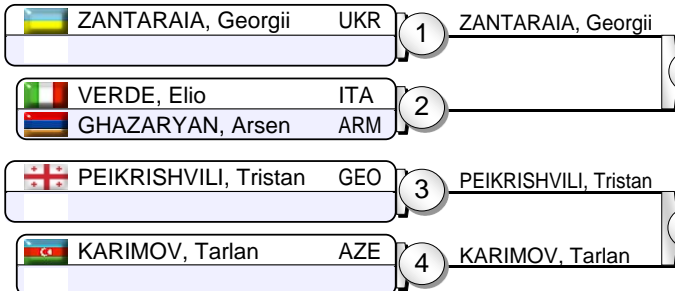 ZANTARAIA, Georgii UKR
1 ZANTARAIA, Georgii
VERDE, Elio ITA
GHAZARYAN, Arsen ARM
2
PEIKRISHVILI, Tristan GEO
3 PEIKRISHVILI, Tristan
KARIMOV, Tarlan AZE
4 KARIMOV, Tarlan